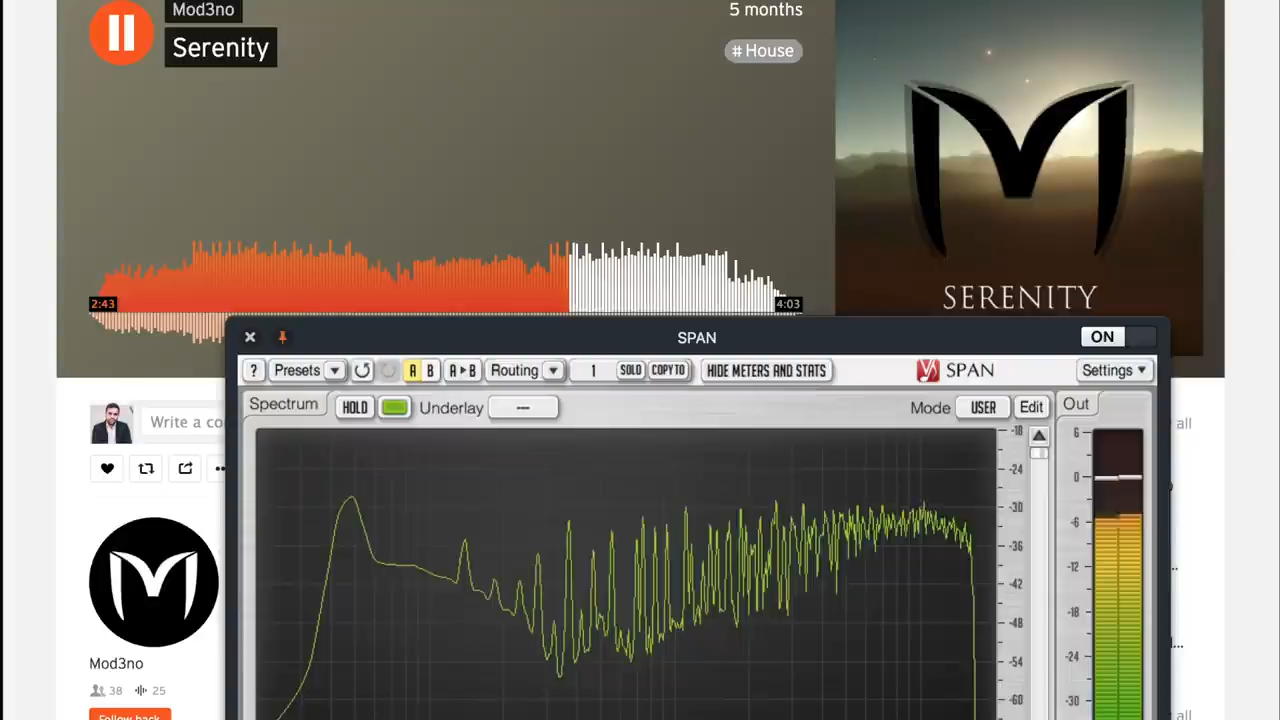 Mod3no
5 months
Serenity
# House
SERENITY
2:43
4:03
SPAN
ON
? Presets A B A▸B Routing 1 SOLO COPY TO HIDE METERS AND STATS SPAN Settings
Spectrum HOLD Underlay --- Mode USER Edit Out
Write a co
all
-18
-24
-30
-36
-42
-48
-54
-60
6
0
-6
-12
-18
-24
-30
Mod3no
38 25
Follow back
all